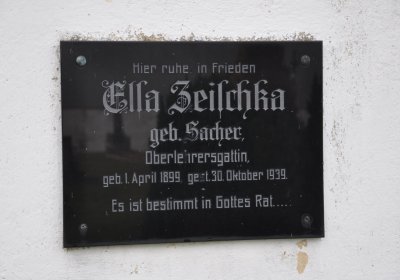 Hier ruhe in Frieden
Ella Zeischka
geb. Sacher,
Oberlehrersgattin,
geb. 1. April 1899 gest. 30. Oktober 1939.
Es ist bestimmt in Gottes Rat.....